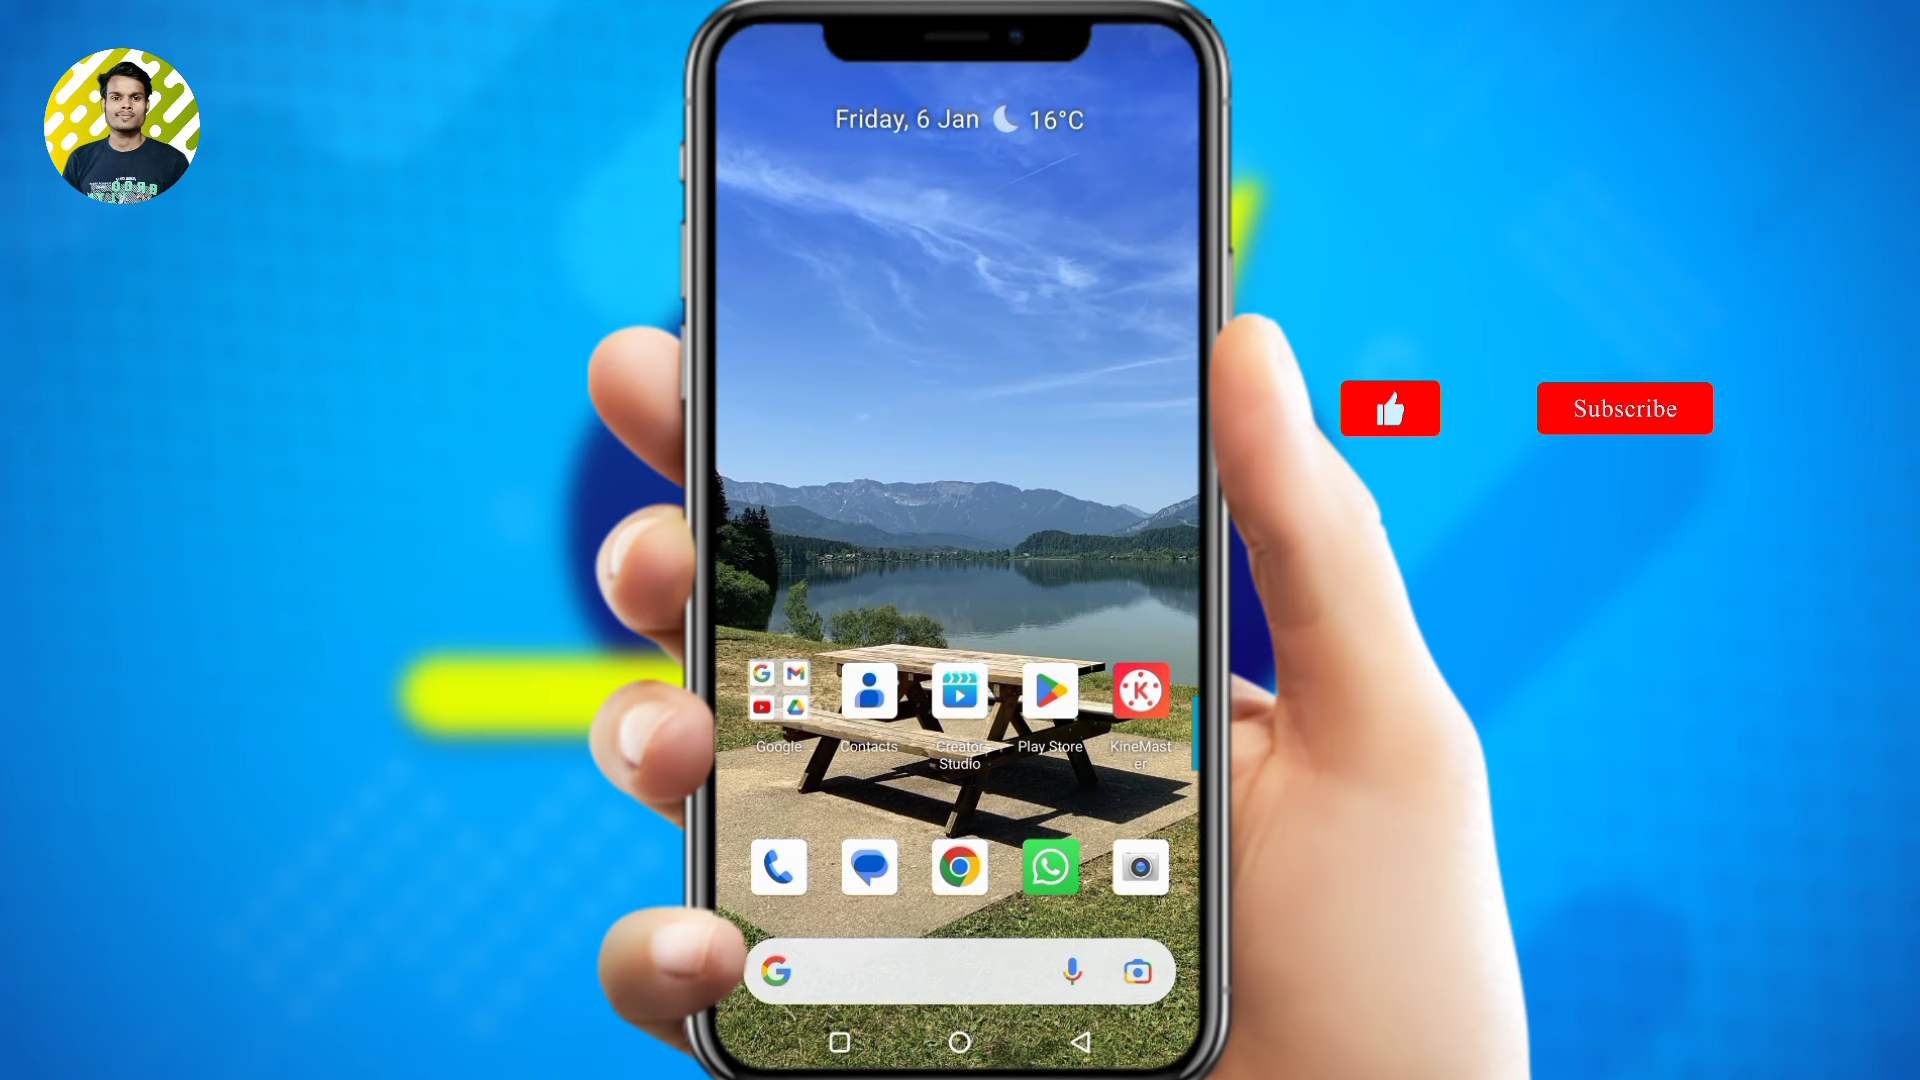 Friday, 6 Jan 16°C
Subscribe
Google Contacts Creator Studio Play Store KineMaster